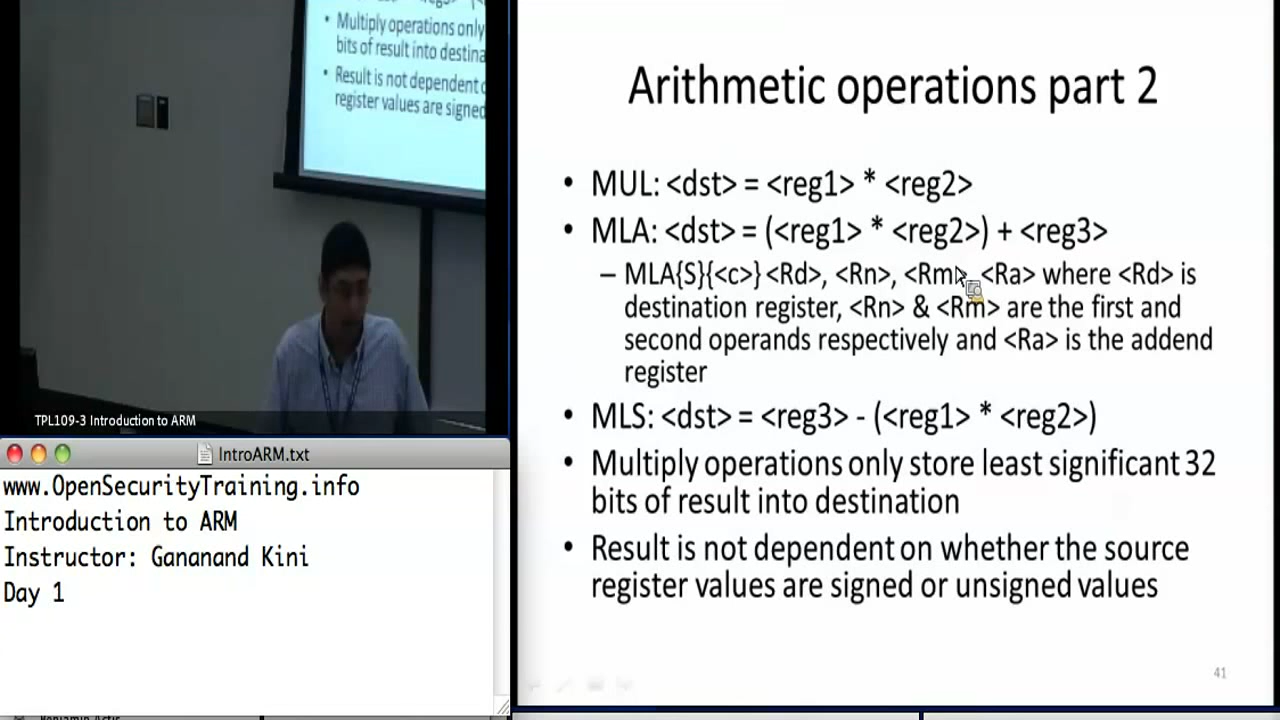 Multiply operations only
bits of result into destina
Result is not dependent
register values are signed
TPL109-3 Introduction to ARM
IntroARM.txt
www.OpenSecurityTraining.info
Introduction to ARM
Instructor: Gananand Kini
Day 1
Arithmetic operations part 2
• MUL: <dst> = <reg1> * <reg2>
• MLA: <dst> = (<reg1> * <reg2>) + <reg3>
– MLA{S}{<c>} <Rd>, <Rn>, <Rm>, <Ra> where <Rd> is
destination register, <Rn> & <Rm> are the first and
second operands respectively and <Ra> is the addend
register
• MLS: <dst> = <reg3> - (<reg1> * <reg2>)
• Multiply operations only store least significant 32
bits of result into destination
• Result is not dependent on whether the source
register values are signed or unsigned values
41